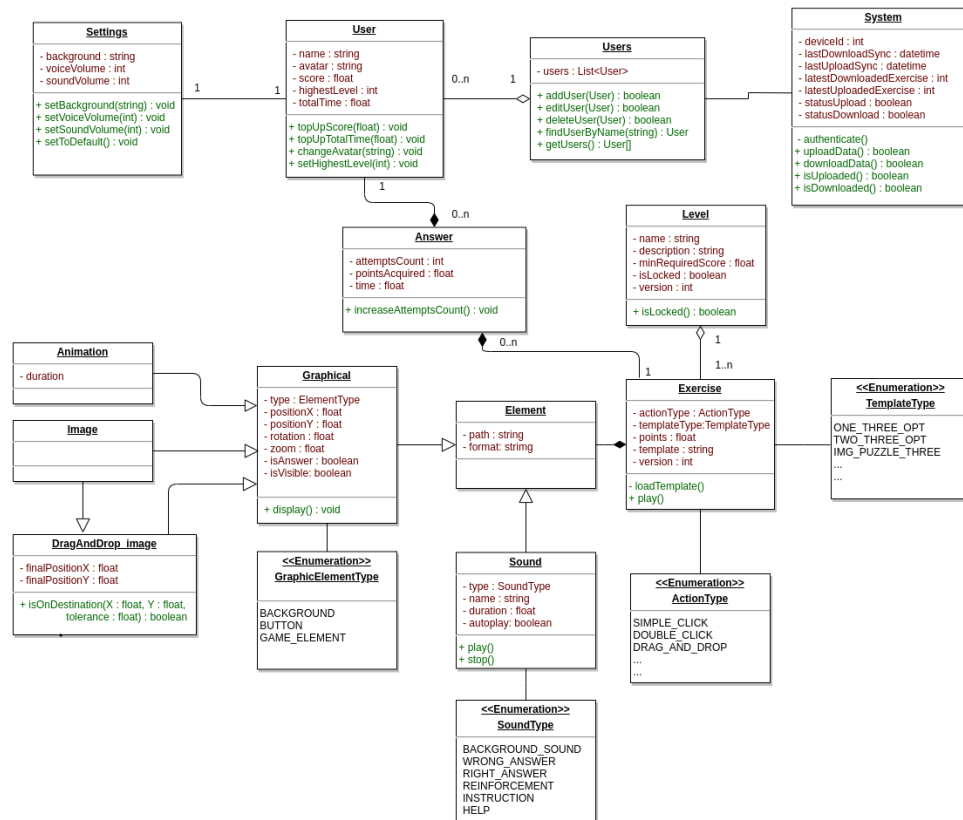 Settings
- background : string
- voiceVolume : int
- soundVolume : int
+ setBackground(string) : void
+ setVoiceVolume(int) : void
+ setSoundVolume(int) : void
+ setToDefault() : void
1
1
User
- name : string
- avatar : string
- score : float
- highestLevel : int
- totalTime : float
+ topUpScore(float) : void
+ topUpTotalTime(float) : void
+ changeAvatar(string) : void
+ setHighestLevel(int) : void
0..n
1
Users
- users : List<User>
+ addUser(User) : boolean
+ editUser(User) : boolean
+ deleteUser(User) : boolean
+ findUserByName(string) : User
+ getUsers() : User[]
System
- deviceId : int
- lastDownloadSync : datetime
- lastUploadSync : datetime
- latestDownloadedExercise : int
- latestUploadedExercise : int
- statusUpload : boolean
- statusDownload : boolean
- authenticate()
+ uploadData() : boolean
+ downloadData() : boolean
+ isUploaded() : boolean
+ isDownloaded() : boolean
1
0..n
Answer
- attemptsCount : int
- pointsAcquired : float
- time : float
+ increaseAttemptsCount() : void
0..n
1
Level
- name : string
- description : string
- minRequiredScore : float
- isLocked : boolean
- version : int
+ isLocked() : boolean
1
1..n
Animation
- duration
Image
DragAndDrop_image
- finalPositionX : float
- finalPositionY : float
+ isOnDestination(X : float, Y : float,
tolerance : float) : boolean
Graphical
- type : ElementType
- positionX : float
- positionY : float
- rotation : float
- zoom : float
- isAnswer : boolean
- isVisible: boolean
+ display() : void
<<Enumeration>>
GraphicElementType
BACKGROUND
BUTTON
GAME_ELEMENT
Element
- path : string
- format: strimg
Exercise
- actionType : ActionType
- templateType:TemplateType
- points : float
- template : string
- version : int
- loadTemplate()
+ play()
<<Enumeration>>
TemplateType
ONE_THREE_OPT
TWO_THREE_OPT
IMG_PUZZLE_THREE
...
...
Sound
- type : SoundType
- name : string
- duration : float
- autoplay: boolean
+ play()
+ stop()
<<Enumeration>>
ActionType
SIMPLE_CLICK
DOUBLE_CLICK
DRAG_AND_DROP
...
...
<<Enumeration>>
SoundType
BACKGROUND_SOUND
WRONG_ANSWER
RIGHT_ANSWER
REINFORCEMENT
INSTRUCTION
HELP